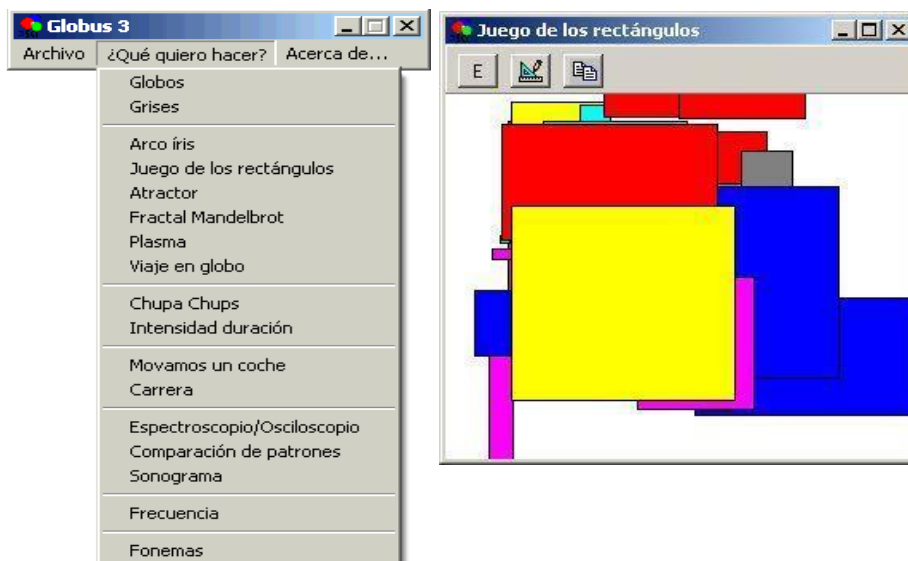 Globus 3
Archivo ¿Qué quiero hacer? Acerca de...
Globos
Grises
Arco íris
Juego de los rectángulos
Atractor
Fractal Mandelbrot
Plasma
Viaje en globo
Chupa Chups
Intensidad duración
Movamos un coche
Carrera
Espectroscopio/Osciloscopio
Comparación de patrones
Sonograma
Frecuencia
Fonemas
Juego de los rectángulos
E